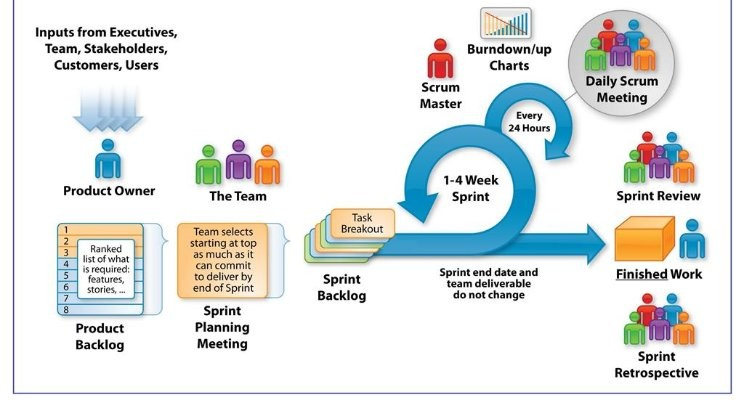 Inputs from Executives,
Team, Stakeholders,
Customers, Users
Product Owner
The Team
1
2
3
4
5
6
7
8
Ranked
list of what
is required:
features,
stories, ...
Product
Backlog
Team selects
starting at top
as much as it
can commit
to deliver by
end of Sprint
Sprint
Planning
Meeting
Task
Breakout
Sprint
Backlog
Scrum
Master
Burndown/up
Charts
Daily Scrum
Meeting
Every
24 Hours
1-4 Week
Sprint
Sprint end date and
team deliverable
do not change
Sprint Review
Finished Work
Sprint
Retrospective